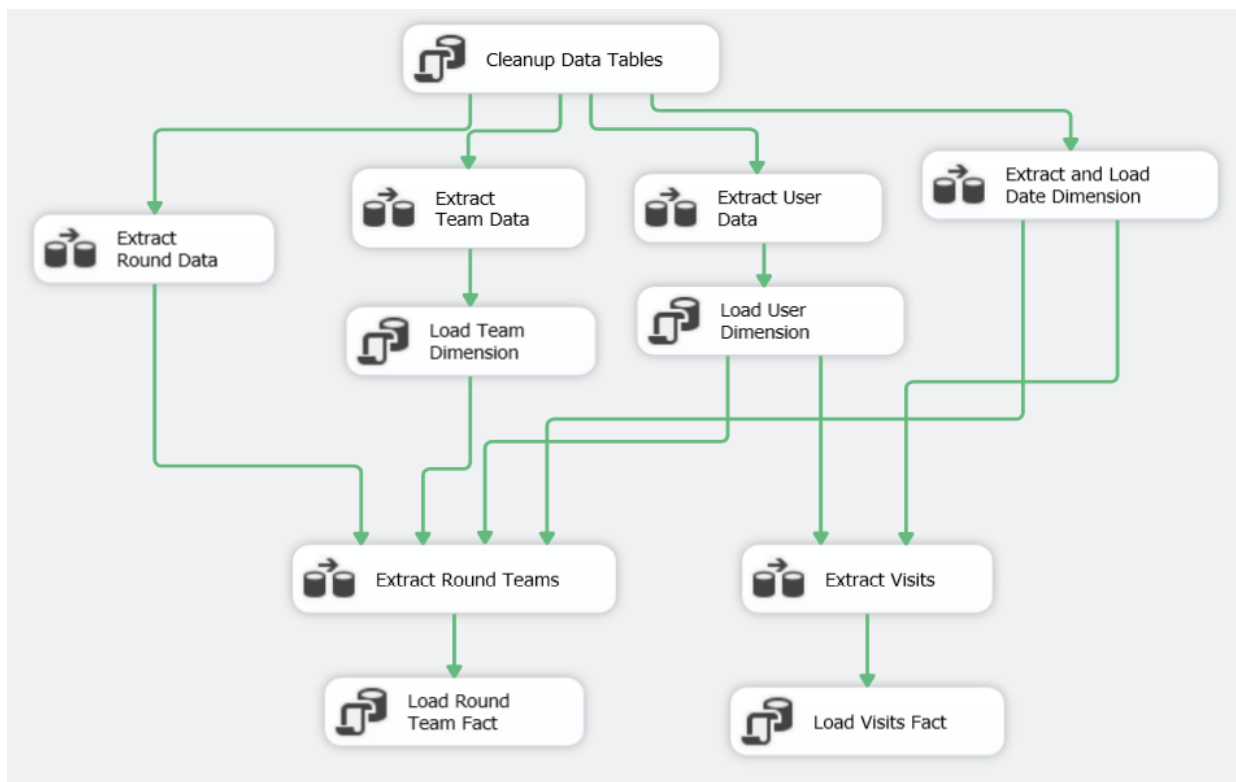 Cleanup Data Tables
Extract and Load
Date Dimension
Extract
Team Data
Extract User
Data
Extract
Round Data
Load User
Dimension
Load Team
Dimension
Extract Round Teams
Extract Visits
Load Round
Team Fact
Load Visits Fact